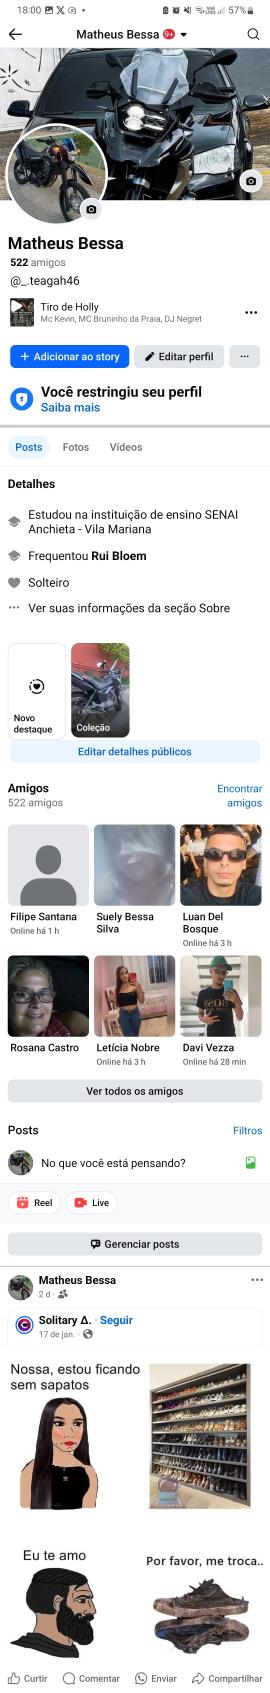 18:00
57%
Matheus Bessa 9+
Matheus Bessa
522 amigos
@_.teagah46
Tiro de Holly
Mc Kevin, MC Bruninho da Praia, DJ Negret
+ Adicionar ao story
Editar perfil
Você restringiu seu perfil
Saiba mais
Posts
Fotos
Vídeos
Detalhes
Estudou na instituição de ensino SENAI
Anchieta - Vila Mariana
Frequentou Rui Bloem
Solteiro
Ver suas informações da seção Sobre
Novo
destaque
Coleção
Editar detalhes públicos
Amigos
522 amigos
Encontrar
amigos
Filipe Santana
Online há 1 h
Suely Bessa
Silva
Luan Del
Bosque
Online há 3 h
Rosana Castro
Letícia Nobre
Online há 3 h
Davi Vezza
Online há 28 min
Ver todos os amigos
Posts
Filtros
No que você está pensando?
Reel
Live
Gerenciar posts
Matheus Bessa
2 d
Solitary Δ. · Seguir
17 de jan.
Nossa, estou ficando
sem sapatos
Eu te amo
Por favor, me troca..
Curtir
Comentar
Enviar
Compartilhar